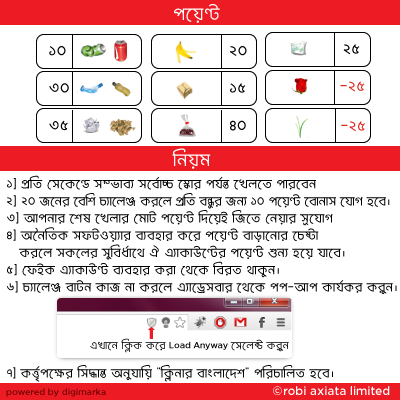 পয়েন্ট
১০
২০
২৫
৩০
১৫
-২৫
৩৫
৪০
-২৫
নিয়ম
১] প্রতি সেকেন্ডে সম্ভাব্য সর্বোচ্চ স্কোর পর্যন্ত খেলতে পারবেন
২] ২০ জনের বেশি চ্যালেঞ্জ করলে প্রতি বন্ধুর জন্য ১০ পয়েন্ট বোনাস যোগ হবে।
৩] আপনার শেষ খেলার মোট পয়েন্ট দিয়েই জিতে নেয়ার সুযোগ
৪] অনৈতিক সফটওয়্যার ব্যবহার করে পয়েন্ট বাড়ানোর চেষ্টা
করলে সকলের সুবির্ধাথে ঐ এ্যাকাউন্টের পয়েন্ট শুন্য হয়ে যাবে।
৫] ফেইক এ্যাকাউন্ট ব্যবহার করা থেকে বিরত থাকুন।
৬] চ্যালেঞ্জ বাটন কাজ না করলে এ্যাড্রেসবার থেকে পপ-আপ কার্যকর করুন।
এখানে ক্লিক করে Load Anyway সেলেক্ট করুন
৭] কর্তৃপক্ষের সিদ্ধান্ত অনুযায়ি "ক্লিনার বাংলাদেশ" পরিচালিত হবে।
powered by digimarka
©robi axiata limited